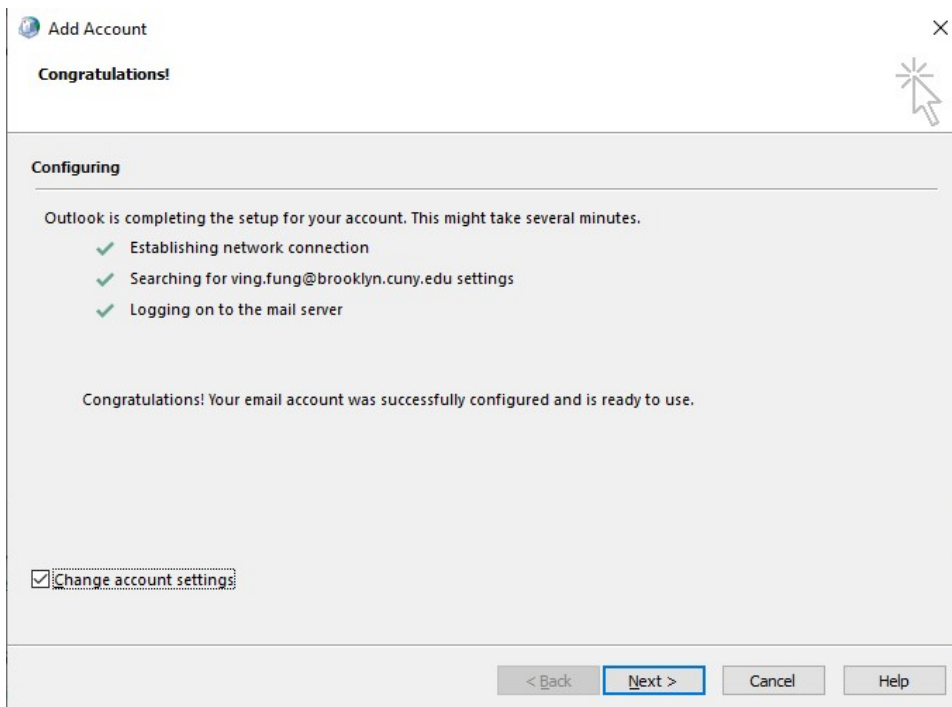 Add Account
Congratulations!
Configuring
Outlook is completing the setup for your account. This might take several minutes.
Establishing network connection
Searching for ving.fung@brooklyn.cuny.edu settings
Logging on to the mail server
Congratulations! Your email account was successfully configured and is ready to use.
Change account settings
< Back Next > Cancel Help